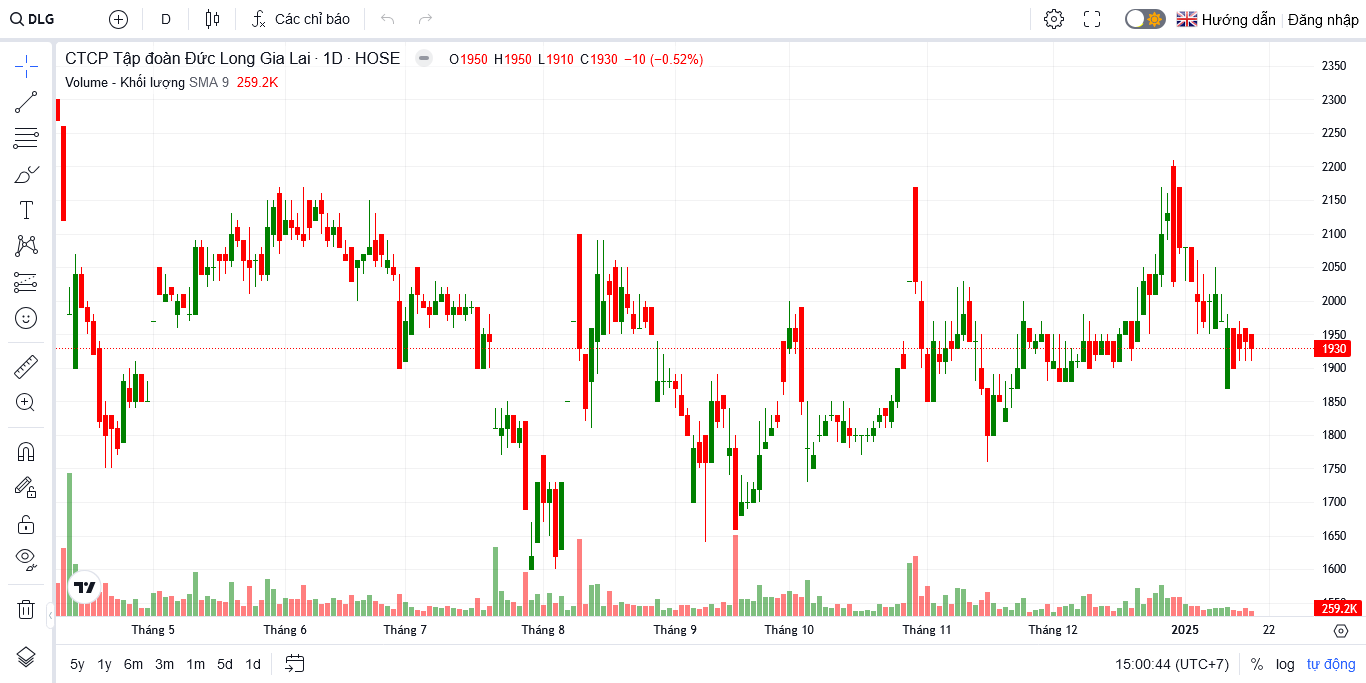 DLG D Các chỉ báo Hướng dẫn Đăng nhập
CTCP Tập đoàn Đức Long Gia Lai · 1D · HOSE O1950 H1950 L1910 C1930 −10 (−0.52%)
Volume - Khối lượng SMA 9 259.2K
2350
2300
2250
2200
2150
2100
2050
2000
1950
1930
1900
1850
1800
1750
1700
1650
1600
259.2K
Tháng 5 Tháng 6 Tháng 7 Tháng 8 Tháng 9 Tháng 10 Tháng 11 Tháng 12 2025 22
5y 1y 6m 3m 1m 5d 1d 15:00:44 (UTC+7) % log tự động